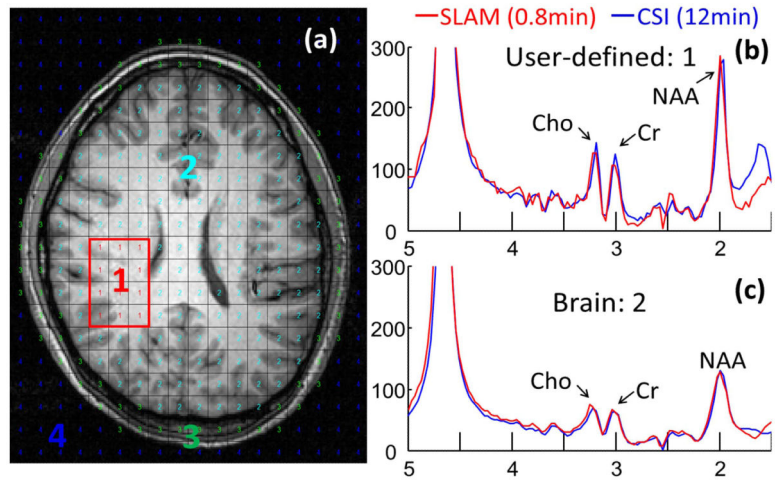 (a)
1
2
3
4
SLAM (0.8min) CSI (12min)
(b)
User-defined: 1
300
200
100
0
Cho
Cr
NAA
5 4 3 2
(c)
Brain: 2
300
200
100
0
Cho
Cr
NAA
5 4 3 2